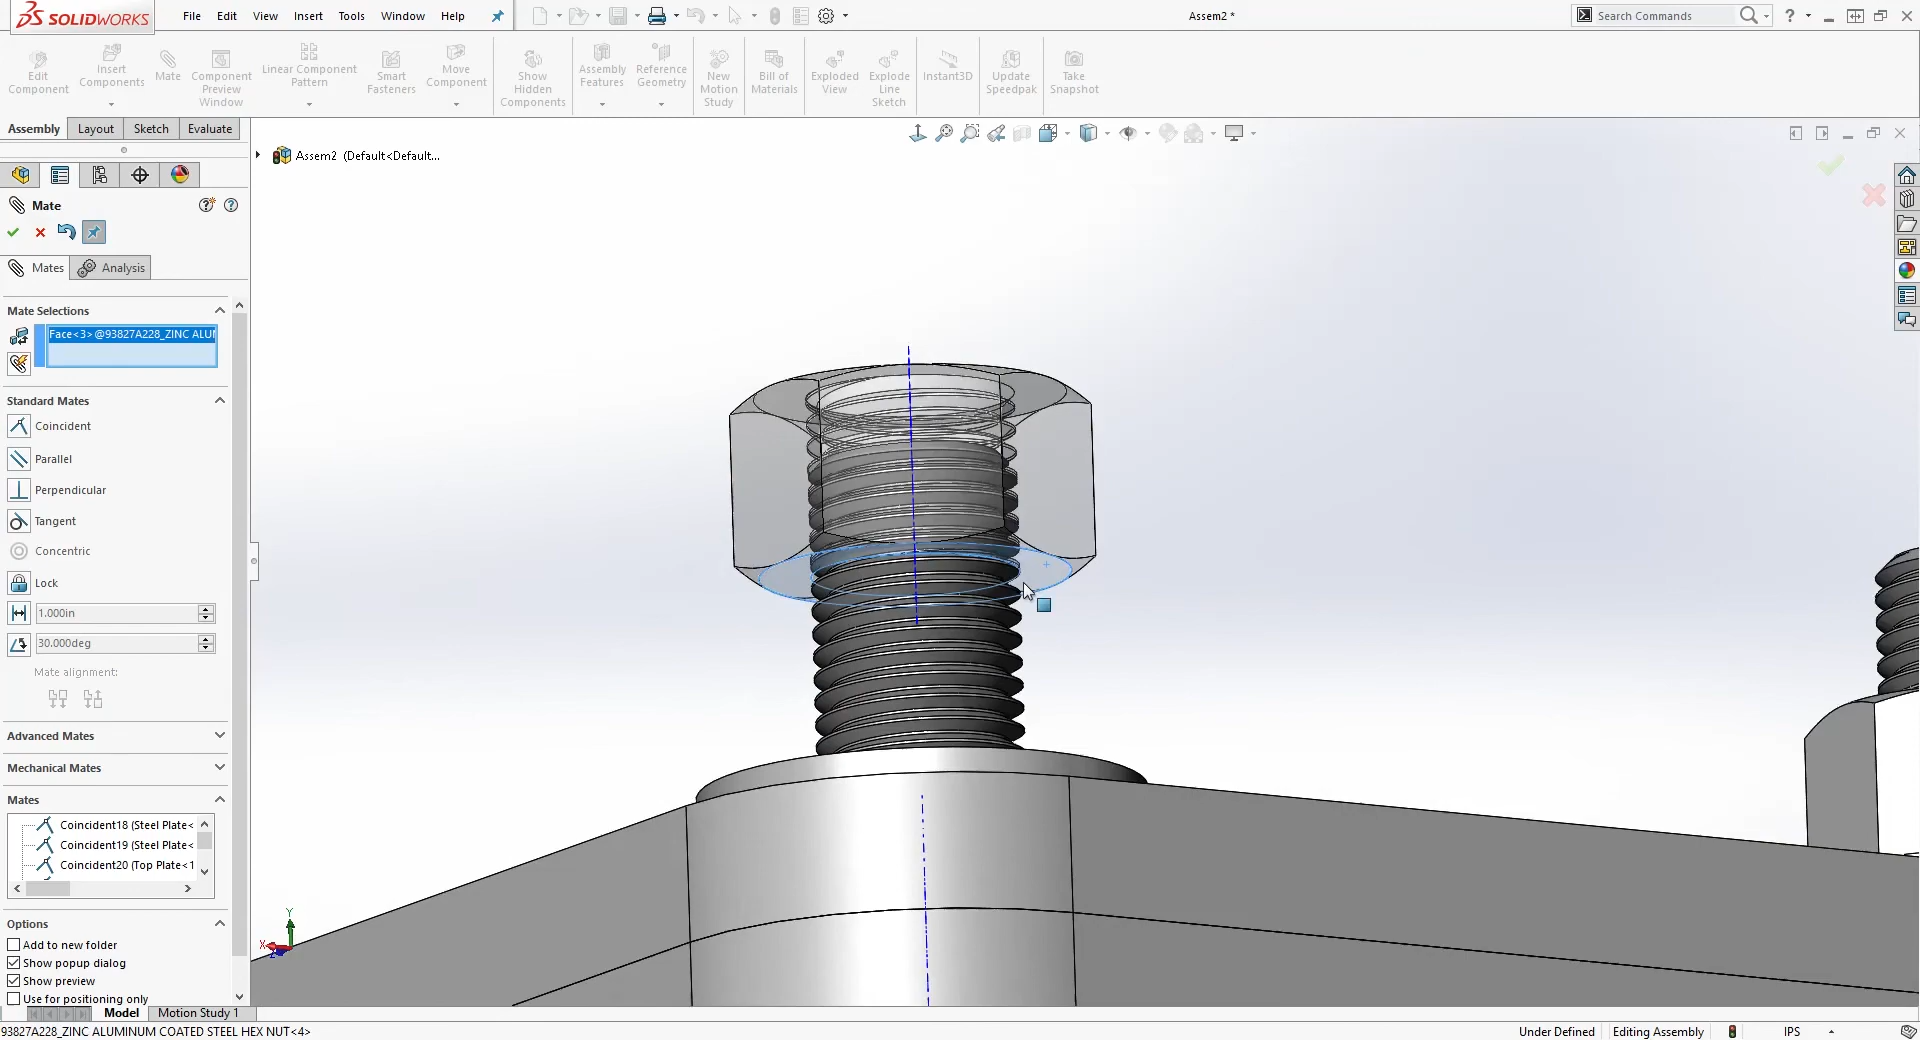 SOLIDWORKS
File Edit View Insert Tools Window Help
Assem2 *
Search Commands
Edit Component
Insert Components
Mate
Component Preview Window
Linear Component Pattern
Smart Fasteners
Move Component
Show Hidden Components
Assembly Features
Reference Geometry
New Motion Study
Bill of Materials
Exploded View
Explode Line Sketch
Instant3D
Update Speedpak
Take Snapshot
Assembly Layout Sketch Evaluate
Assem2 (Default<Default...
Mate
Mates Analysis
Mate Selections
Face<3>@93827A228_ZINC ALUM
Standard Mates
Coincident
Parallel
Perpendicular
Tangent
Concentric
Lock
1.000in
30.000deg
Mate alignment:
Advanced Mates
Mechanical Mates
Mates
Coincident18 (Steel Plate<
Coincident19 (Steel Plate<
Coincident20 (Top Plate<1
Options
Add to new folder
Show popup dialog
Show preview
Use for positioning only
Y
X
Z
Model Motion Study 1
93827A228_ZINC ALUMINUM COATED STEEL HEX NUT<4>
Under Defined Editing Assembly IPS